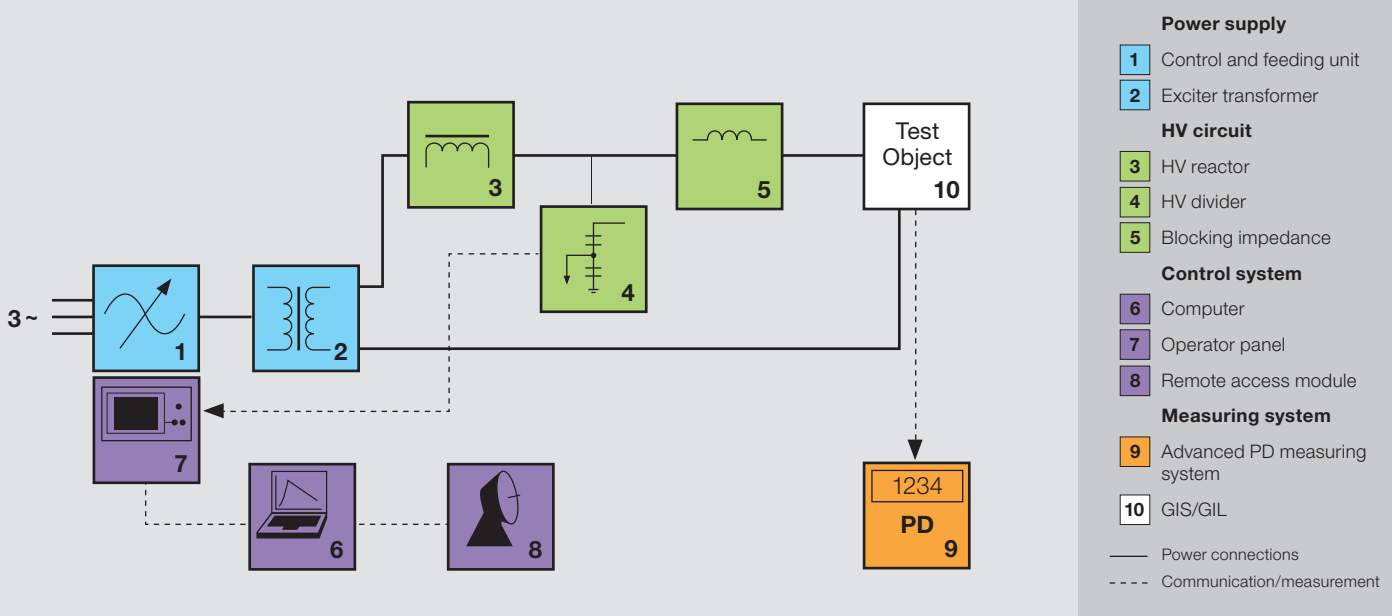 3
Test
Object
10
5
4
3 ~
1
2
7
6
8
1234
PD
9
Power supply
1 Control and feeding unit
2 Exciter transformer
HV circuit
3 HV reactor
4 HV divider
5 Blocking impedance
Control system
6 Computer
7 Operator panel
8 Remote access module
Measuring system
9 Advanced PD measuring
system
10 GIS/GIL
Power connections
Communication/measurement